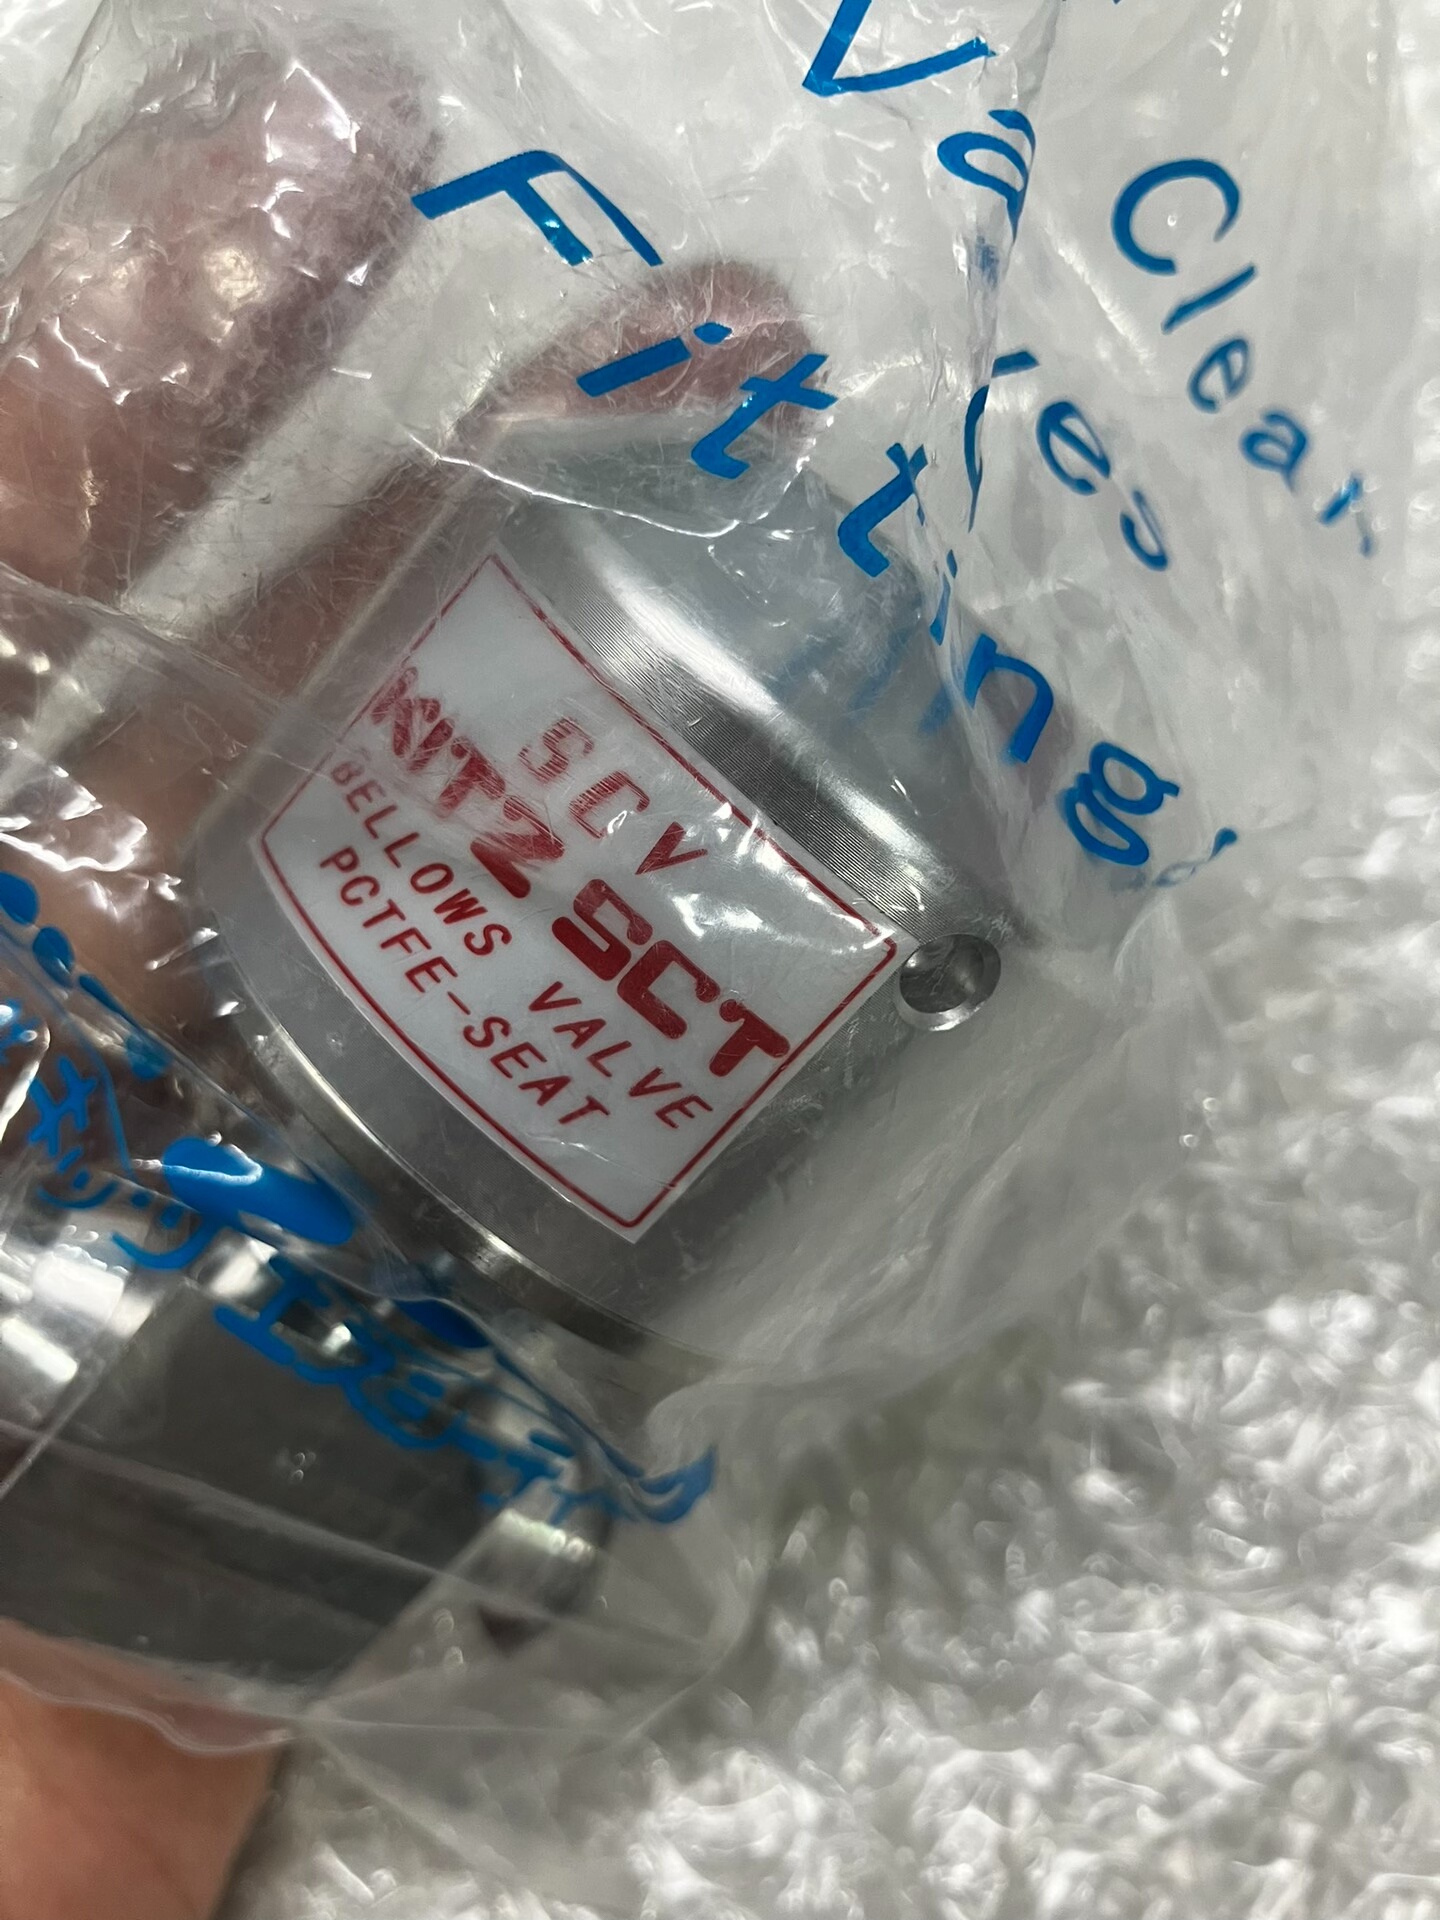 Clear
Valves
Fitting
SCV
KITZ SCT
BELLOWS VALVE
PCTFE-SEAT